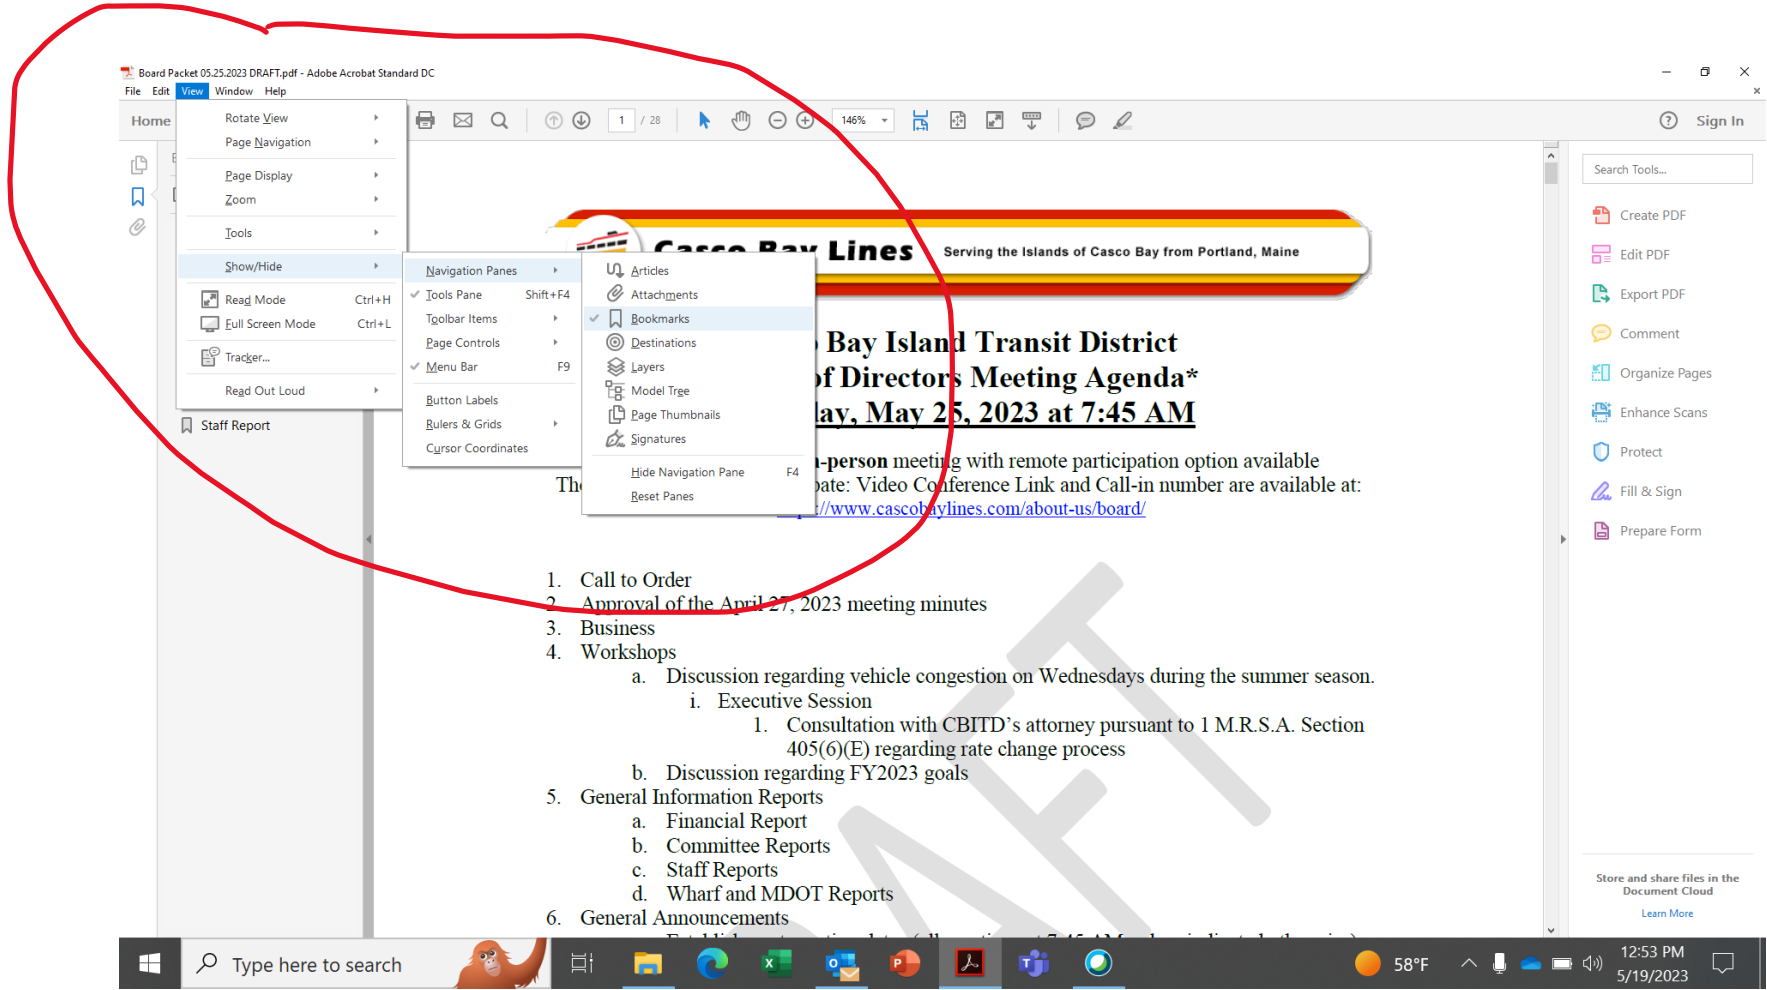 Board Packet 05.25.2023 DRAFT.pdf - Adobe Acrobat Standard DC
File Edit View Window Help
Home
1 / 28
146%
Sign In
Rotate View
Page Navigation
Page Display
Zoom
Tools
Show/Hide
Read Mode Ctrl+H
Full Screen Mode Ctrl+L
Tracker...
Read Out Loud
Staff Report
Navigation Panes
Tools Pane Shift+F4
Toolbar Items
Page Controls
Menu Bar F9
Button Labels
Rulers & Grids
Cursor Coordinates
Articles
Attachments
Bookmarks
Destinations
Layers
Model Tree
Page Thumbnails
Signatures
Hide Navigation Pane F4
Reset Panes
Casco Bay Lines Serving the Islands of Casco Bay from Portland, Maine
Bay Island Transit District
of Directors Meeting Agenda*
May 25, 2023 at 7:45 AM
-person meeting with remote participation option available
Video Conference Link and Call-in number are available at:
://www.cascobaylines.com/about-us/board/
1. Call to Order
2. Approval of the April 27, 2023 meeting minutes
3. Business
4. Workshops
a. Discussion regarding vehicle congestion on Wednesdays during the summer season.
i. Executive Session
1. Consultation with CBITD’s attorney pursuant to 1 M.R.S.A. Section
405(6)(E) regarding rate change process
b. Discussion regarding FY2023 goals
5. General Information Reports
a. Financial Report
b. Committee Reports
c. Staff Reports
d. Wharf and MDOT Reports
6. General Announcements
DRAFT
Search Tools...
Create PDF
Edit PDF
Export PDF
Comment
Organize Pages
Enhance Scans
Protect
Fill & Sign
Prepare Form
Store and share files in the
Document Cloud
Learn More
Type here to search
58°F
12:53 PM
5/19/2023